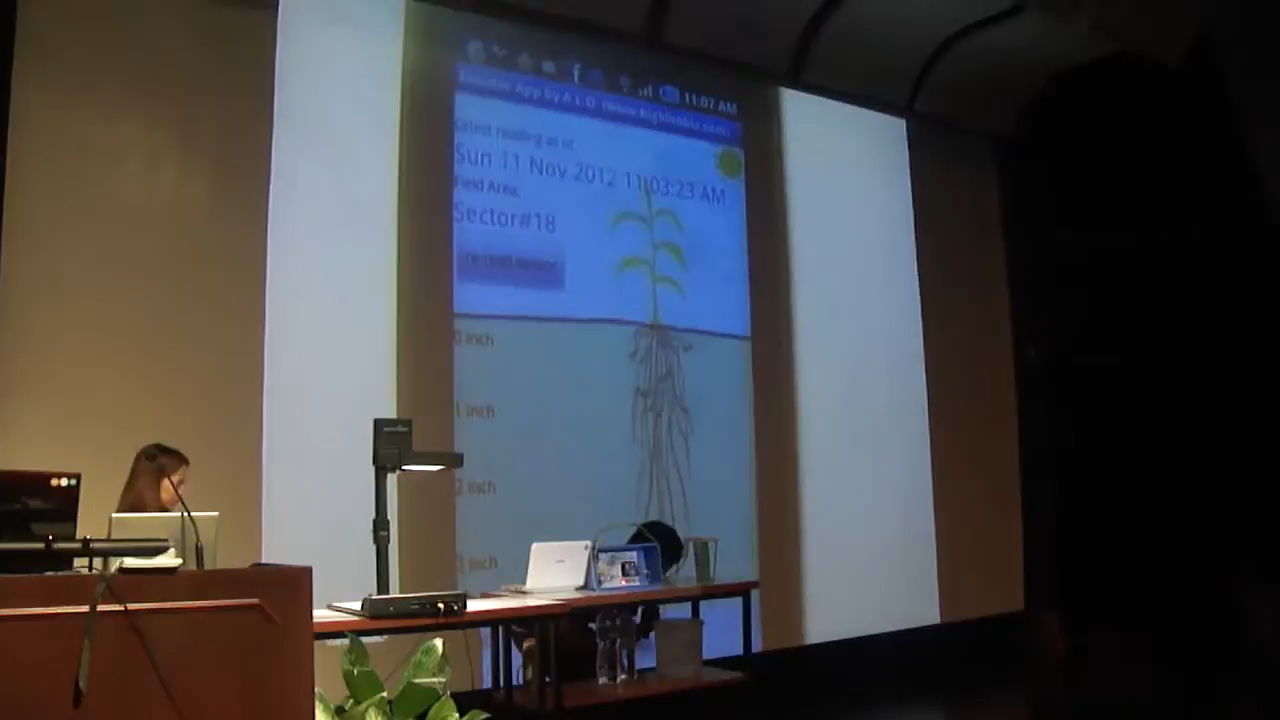 11:07 AM
App by A.L.O.
Latest reading as of,
Sun 11 Nov 2012 11:03:23 AM
Field Area,
Sector#18
0 inch
1 inch
2 inch
3 inch